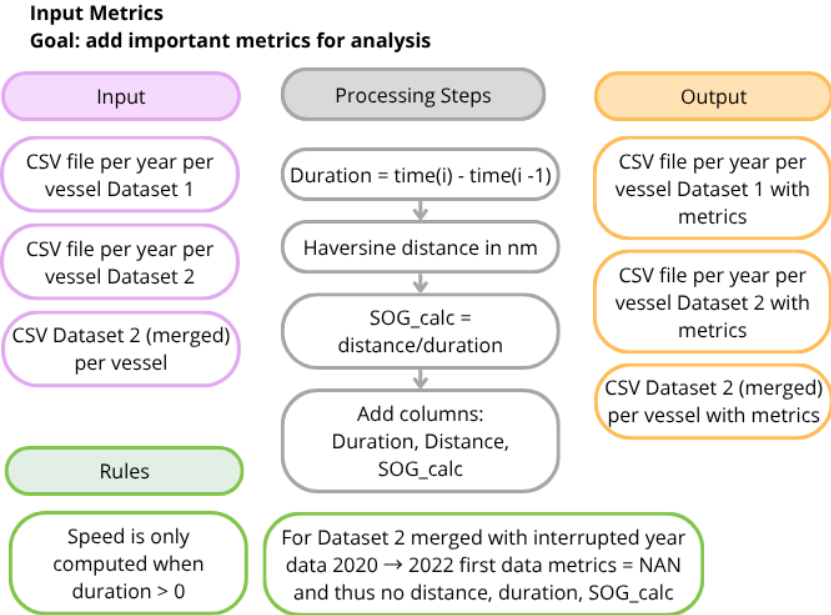 Input Metrics
Goal: add important metrics for analysis
Input
CSV file per year per
vessel Dataset 1
CSV file per year per
vessel Dataset 2
CSV Dataset 2 (merged)
per vessel
Processing Steps
Duration = time(i) - time(i -1)
Haversine distance in nm
SOG_calc =
distance/duration
Add columns:
Duration, Distance,
SOG_calc
Output
CSV file per year per
vessel Dataset 1 with
metrics
CSV file per year per
vessel Dataset 2 with
metrics
CSV Dataset 2 (merged)
per vessel with metrics
Rules
Speed is only
computed when
duration > 0
For Dataset 2 merged with interrupted year
data 2020 → 2022 first data metrics = NAN
and thus no distance, duration, SOG_calc